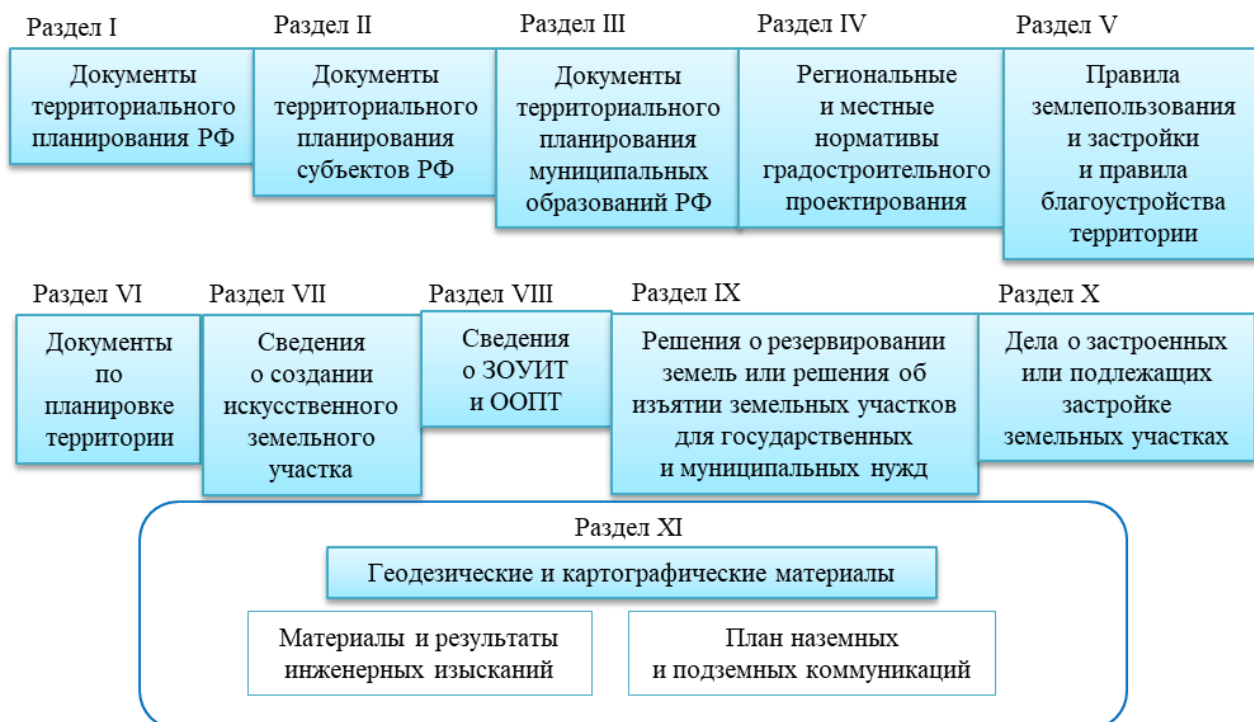 Раздел I
Документы
территориального
планирования РФ
Раздел II
Документы
территориального
планирования
субъектов РФ
Раздел III
Документы
территориального
планирования
муниципальных
образований РФ
Раздел IV
Региональные
и местные
нормативы
градостроительного
проектирования
Раздел V
Правила
землепользования
и застройки
и правила
благоустройства
территории
Раздел VI
Документы
по
планировке
территории
Раздел VII
Сведения
о создании
искусственного
земельного
участка
Раздел VIII
Сведения
о ЗОУИТ
и ООПТ
Раздел IX
Решения о резервировании
земель или решения об
изъятии земельных участков
для государственных
и муниципальных нужд
Раздел X
Дела о застроенных
или подлежащих
застройке
земельных участках
Раздел XI
Геодезические и картографические материалы
Материалы и результаты
инженерных изысканий
План наземных
и подземных коммуникаций